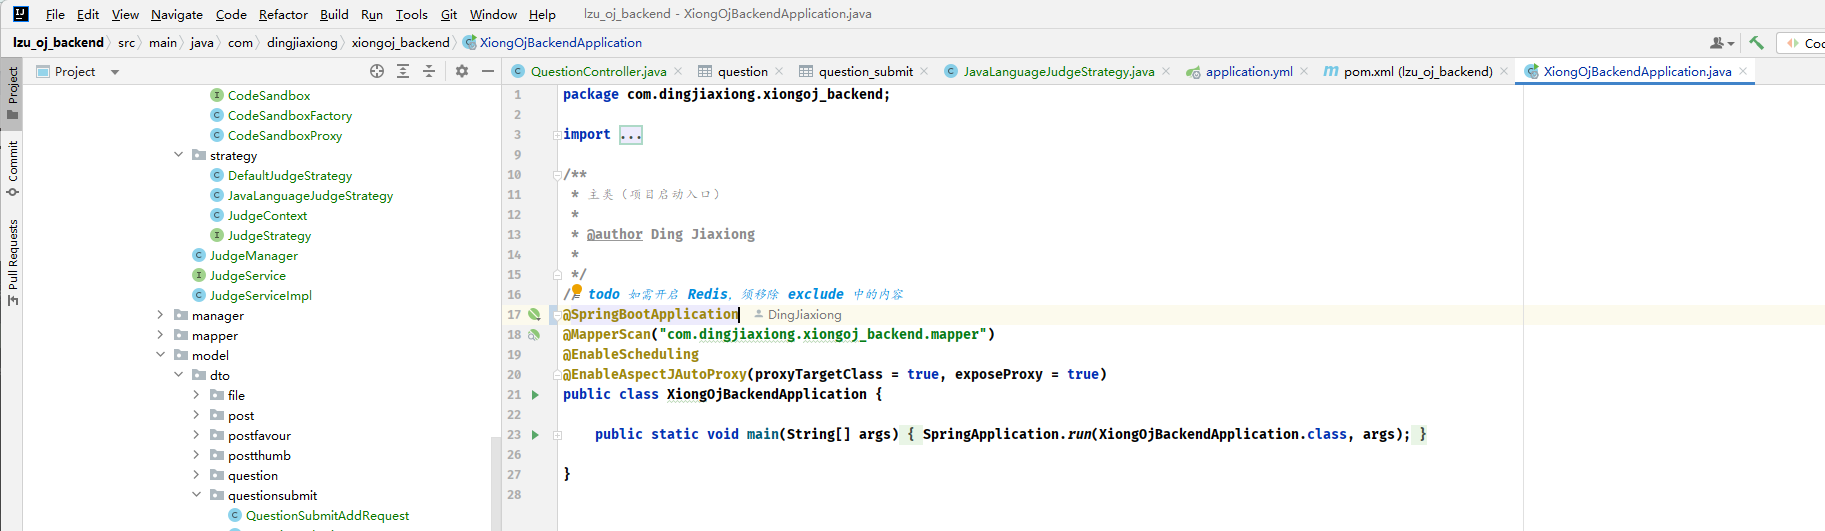 File Edit View Navigate Code Refactor Build Run Tools Git Window Help lzu_oj_backend - XiongOjBackendApplication.java
lzu_oj_backend src main java com dingjiaxiong xiongoj_backend XiongOjBackendApplication
Project
QuestionController.java question question_submit JavaLanguageJudgeStrategy.java application.yml pom.xml (lzu_oj_backend) XiongOjBackendApplication.java
Project
Commit
Pull Requests
CodeSandbox
CodeSandboxFactory
CodeSandboxProxy
strategy
DefaultJudgeStrategy
JavaLanguageJudgeStrategy
JudgeContext
JudgeStrategy
JudgeManager
JudgeService
JudgeServiceImpl
manager
mapper
model
dto
file
post
postfavour
postthumb
question
questionsubmit
QuestionSubmitAddRequest
1 package com.dingjiaxiong.xiongoj_backend;
2
3 import ...
9
10 /**
11 * 主类（项目启动入口）
12 *
13 * @author Ding Jiaxiong
14 *
15 */
16 // todo 如需开启 Redis，须移除 exclude 中的内容
17 @SpringBootApplication DingJiaxiong
18 @MapperScan("com.dingjiaxiong.xiongoj_backend.mapper")
19 @EnableScheduling
20 @EnableAspectJAutoProxy(proxyTargetClass = true, exposeProxy = true)
21 public class XiongOjBackendApplication {
22
23 public static void main(String[] args) { SpringApplication.run(XiongOjBackendApplication.class, args); }
26
27 }
28